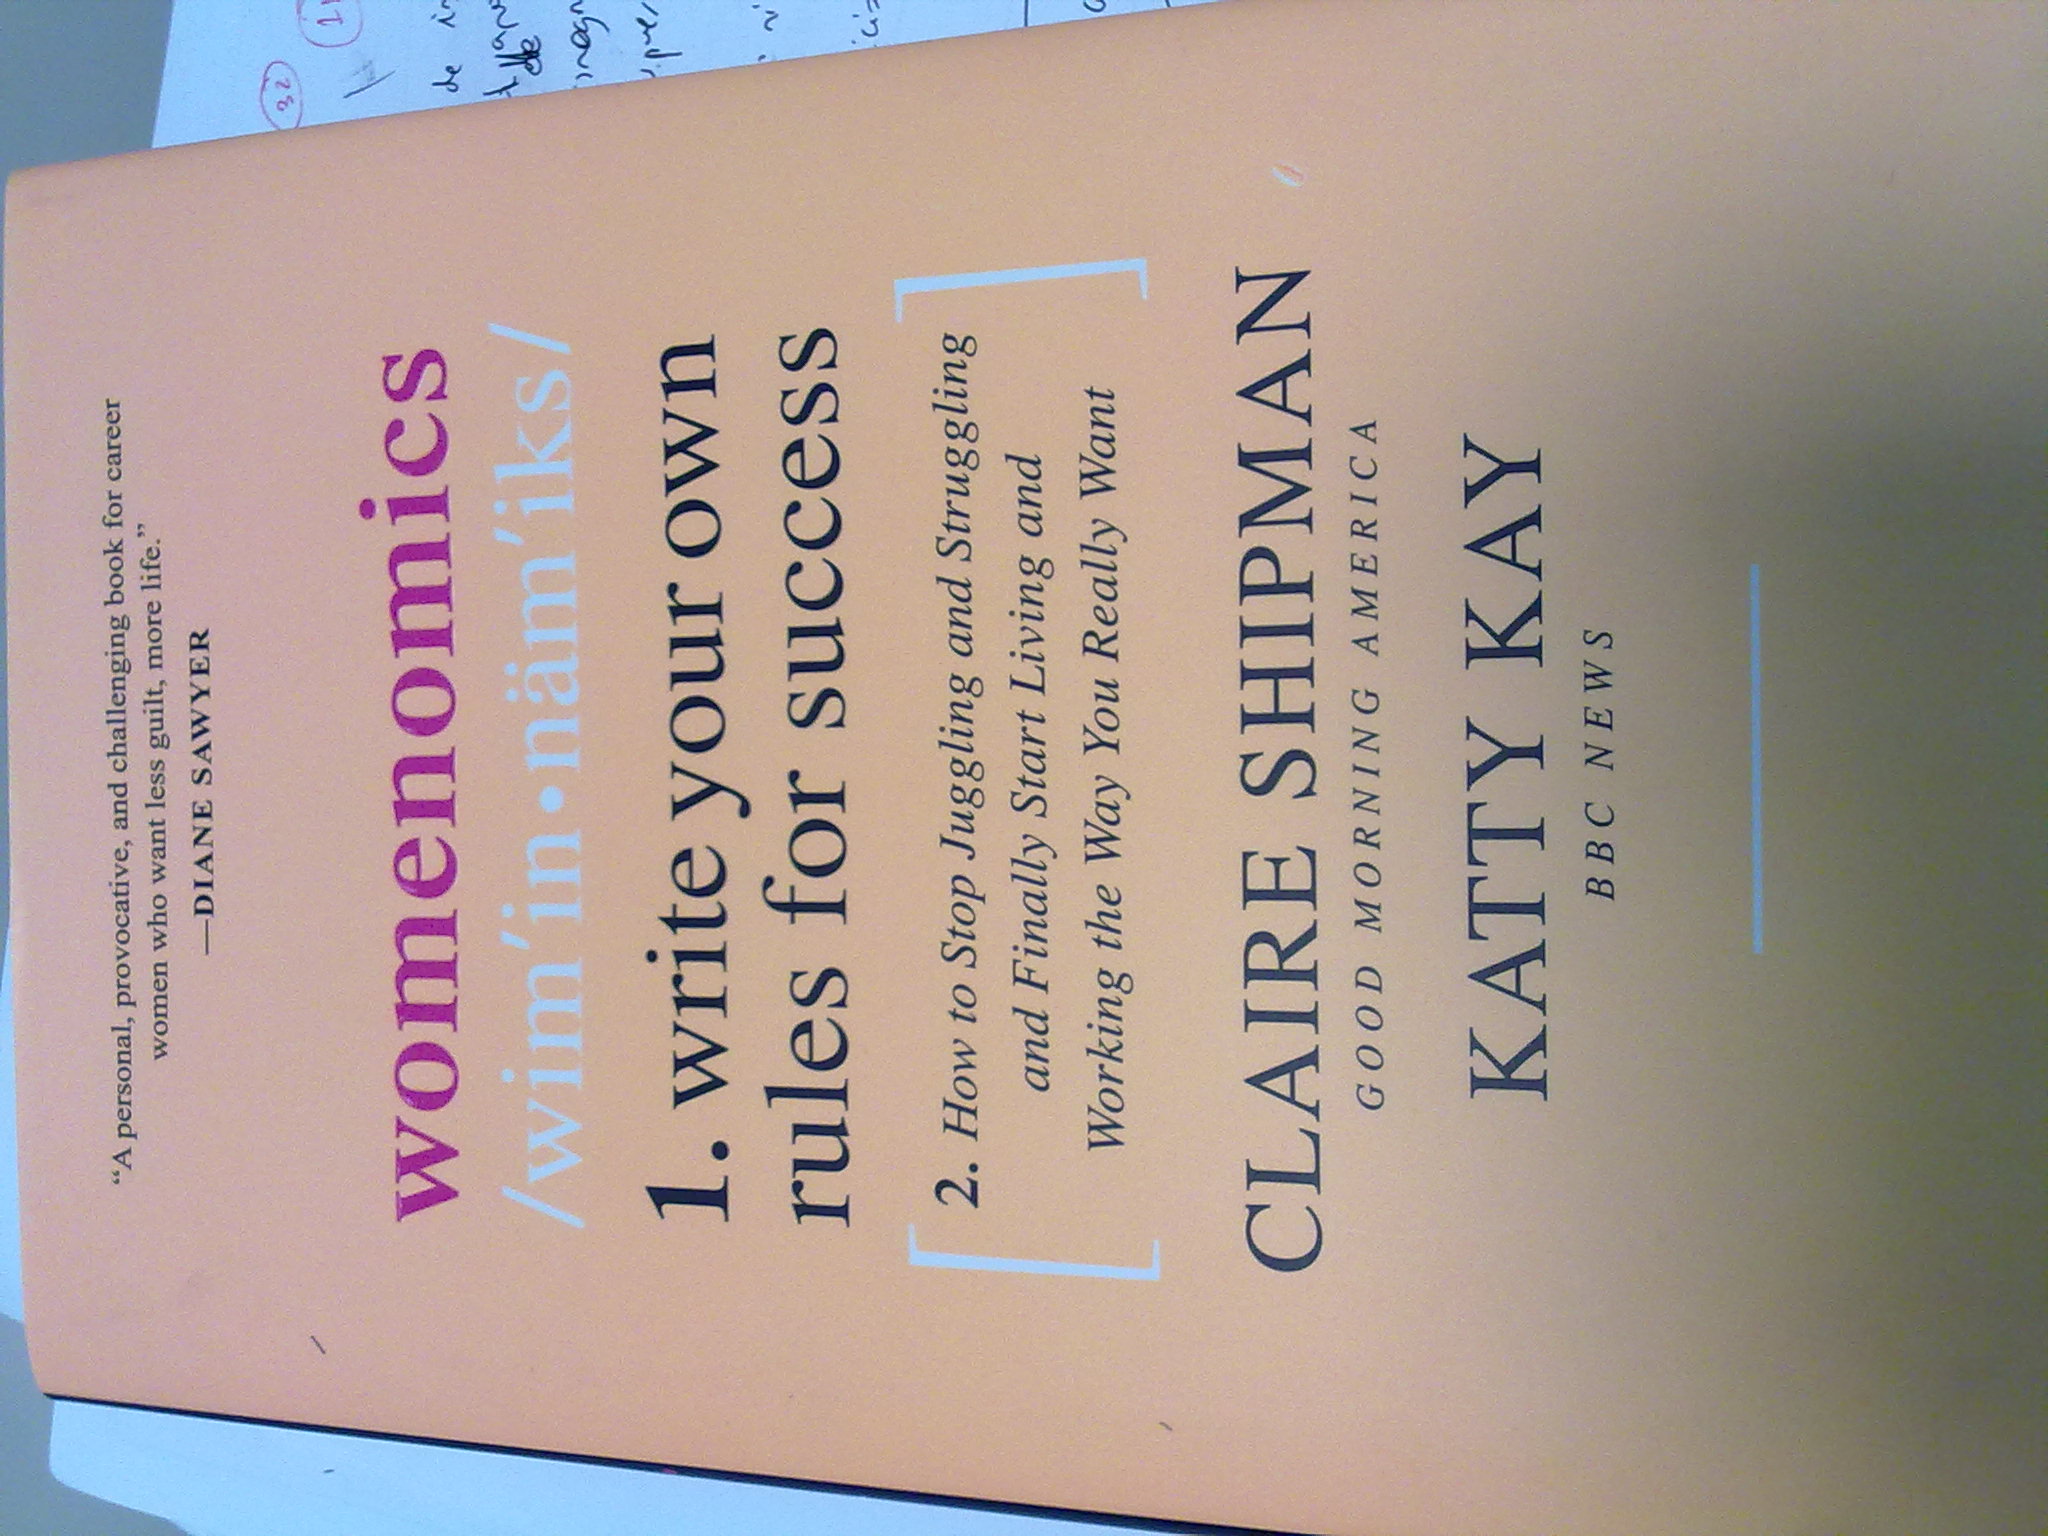 “A personal, provocative, and challenging book for career
women who want less guilt, more life.”
—DIANE SAWYER
womenomics
/wim′in•näm′iks/
1. write your own
rules for success
[2. How to Stop Juggling and Struggling
and Finally Start Living and
Working the Way You Really Want]
CLAIRE SHIPMAN
GOOD MORNING AMERICA
KATTY KAY
BBC NEWS
32